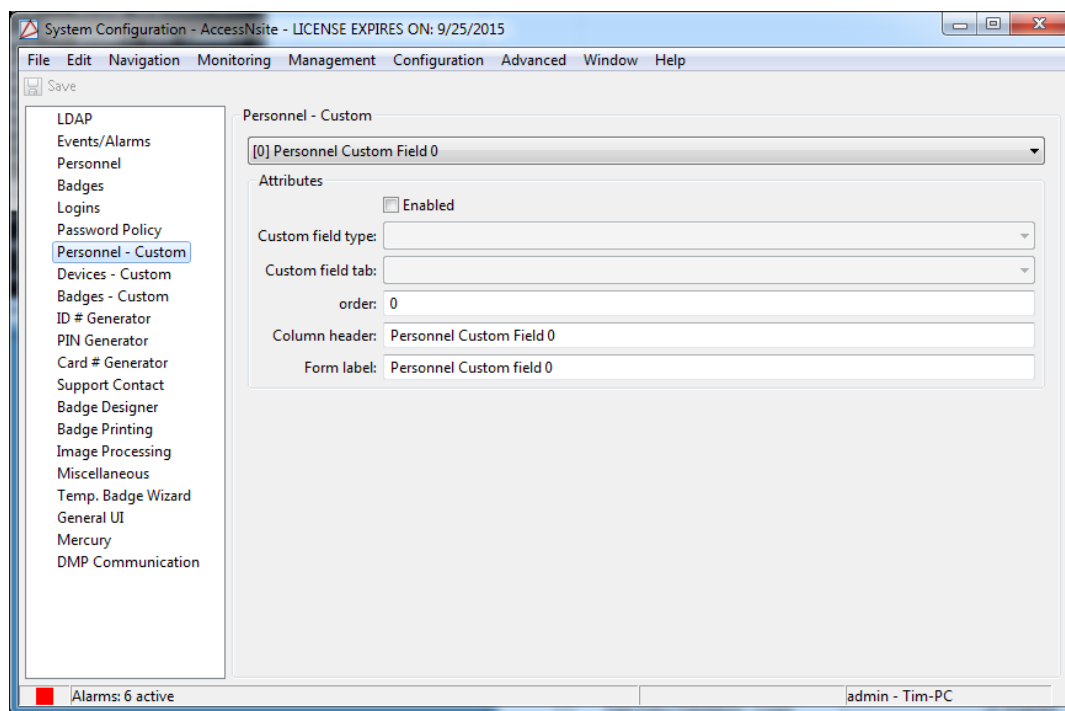 System Configuration - AccessNsite - LICENSE EXPIRES ON: 9/25/2015
File Edit Navigation Monitoring Management Configuration Advanced Window Help
Save
LDAP
Events/Alarms
Personnel
Badges
Logins
Password Policy
Personnel - Custom
Devices - Custom
Badges - Custom
ID # Generator
PIN Generator
Card # Generator
Support Contact
Badge Designer
Badge Printing
Image Processing
Miscellaneous
Temp. Badge Wizard
General UI
Mercury
DMP Communication
Personnel - Custom
[0] Personnel Custom Field 0
Attributes
Enabled
Custom field type:
Custom field tab:
order: 0
Column header: Personnel Custom Field 0
Form label: Personnel Custom field 0
Alarms: 6 active
admin - Tim-PC